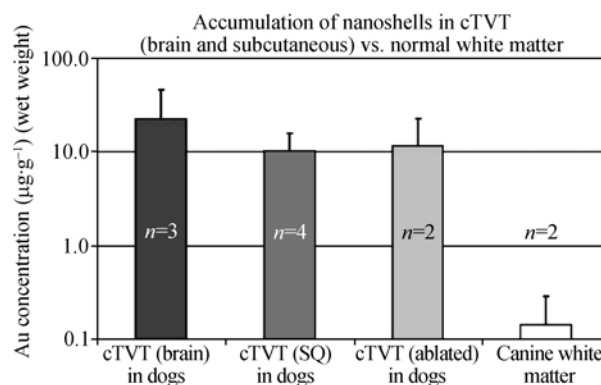 Accumulation of nanoshells in cTVT
(brain and subcutaneous) vs. normal white matter
Au concentration (μg·g⁻¹) (wet weight)
100.0
10.0
1.0
0.1
n=3
n=4
n=2
n=2
cTVT (brain)
in dogs
cTVT (SQ)
in dogs
cTVT (ablated)
in dogs
Canine white
matter